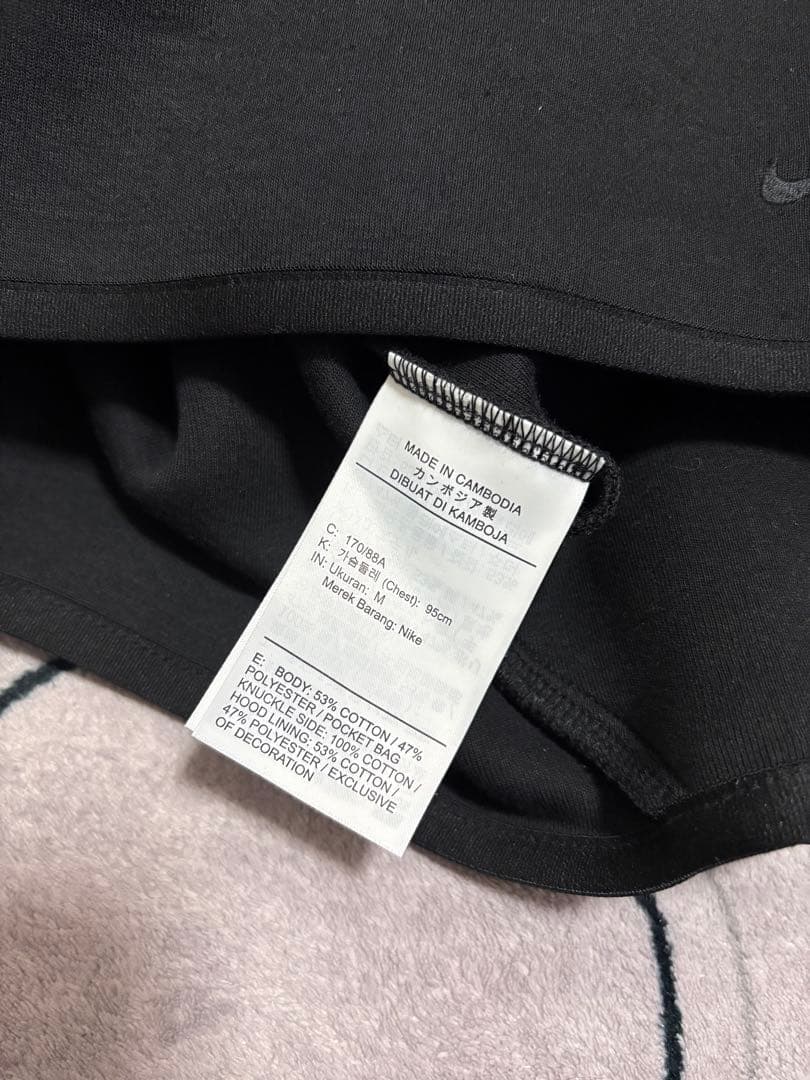 MADE IN CAMBODIA
カンボジア製
DIBUAT DI KAMBOJA
C: 170/88A
K: 가슴둘레 (Chest): 95cm
IN: Ukuran: M
Merek Barang: Nike
E: BODY: 53% COTTON / 47%
POLYESTER / POCKET BAG
KNUCKLE SIDE: 100% COTTON /
HOOD LINING: 53% COTTON /
47% POLYESTER / EXCLUSIVE
OF DECORATION